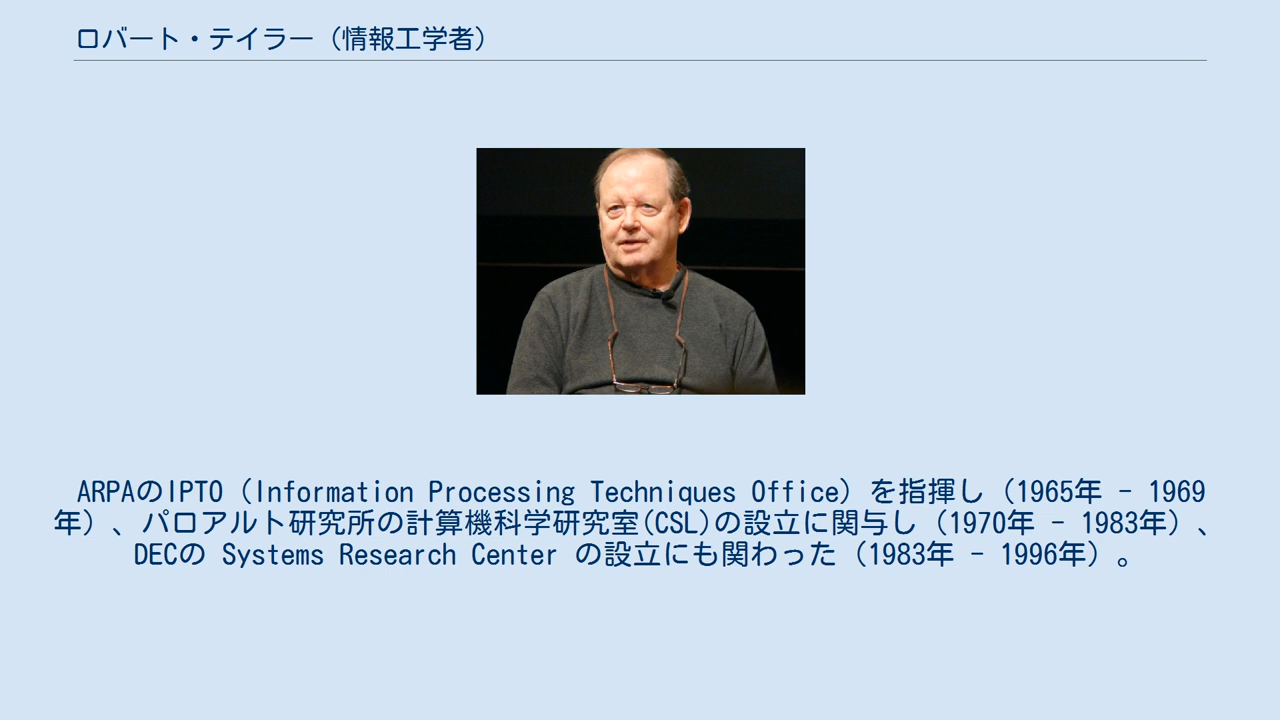 ロバート・テイラー（情報工学者）
ARPAのIPTO（Information Processing Techniques Office）を指揮し（1965年 - 1969
年）、パロアルト研究所の計算機科学研究室(CSL)の設立に関与し（1970年 - 1983年）、
DECの Systems Research Center の設立にも関わった（1983年 - 1996年）。